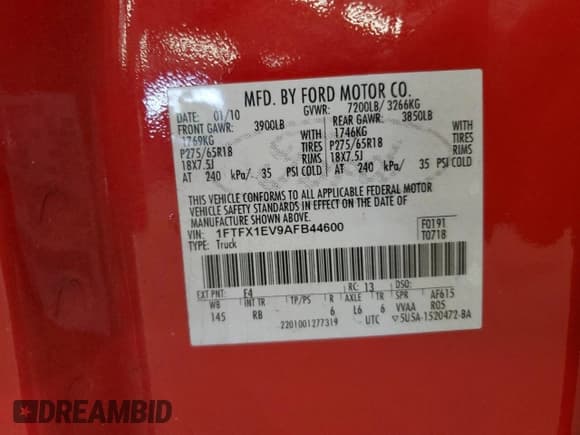 MFD. BY FORD MOTOR CO.
DATE: 01/10 GVWR: 7200LB/ 3266KG
FRONT GAWR: 3900LB REAR GAWR: 3850LB
1769KG WITH 1746KG WITH
P275/65R18 TIRES P275/65R18 TIRES
18X7.5J RIMS 18X7.5J RIMS
AT 240 kPa/ 35 PSI COLD AT 240 kPa/ 35 PSI COLD
THIS VEHICLE CONFORMS TO ALL APPLICABLE FEDERAL MOTOR
VEHICLE SAFETY STANDARDS IN EFFECT ON THE DATE OF
MANUFACTURE SHOWN ABOVE.
VIN: 1FTFX1EV9AFB44600 F0191
TYPE: Truck T0718
EXT PNT: F4 RC: 13 DSO:
WB INT TR TP/PS R AXLE TR SPR AF615
145 RB 6 L6 6 VVAA R05
2201001277319 UTC 5U5A-1520472-BA
DREAMBID